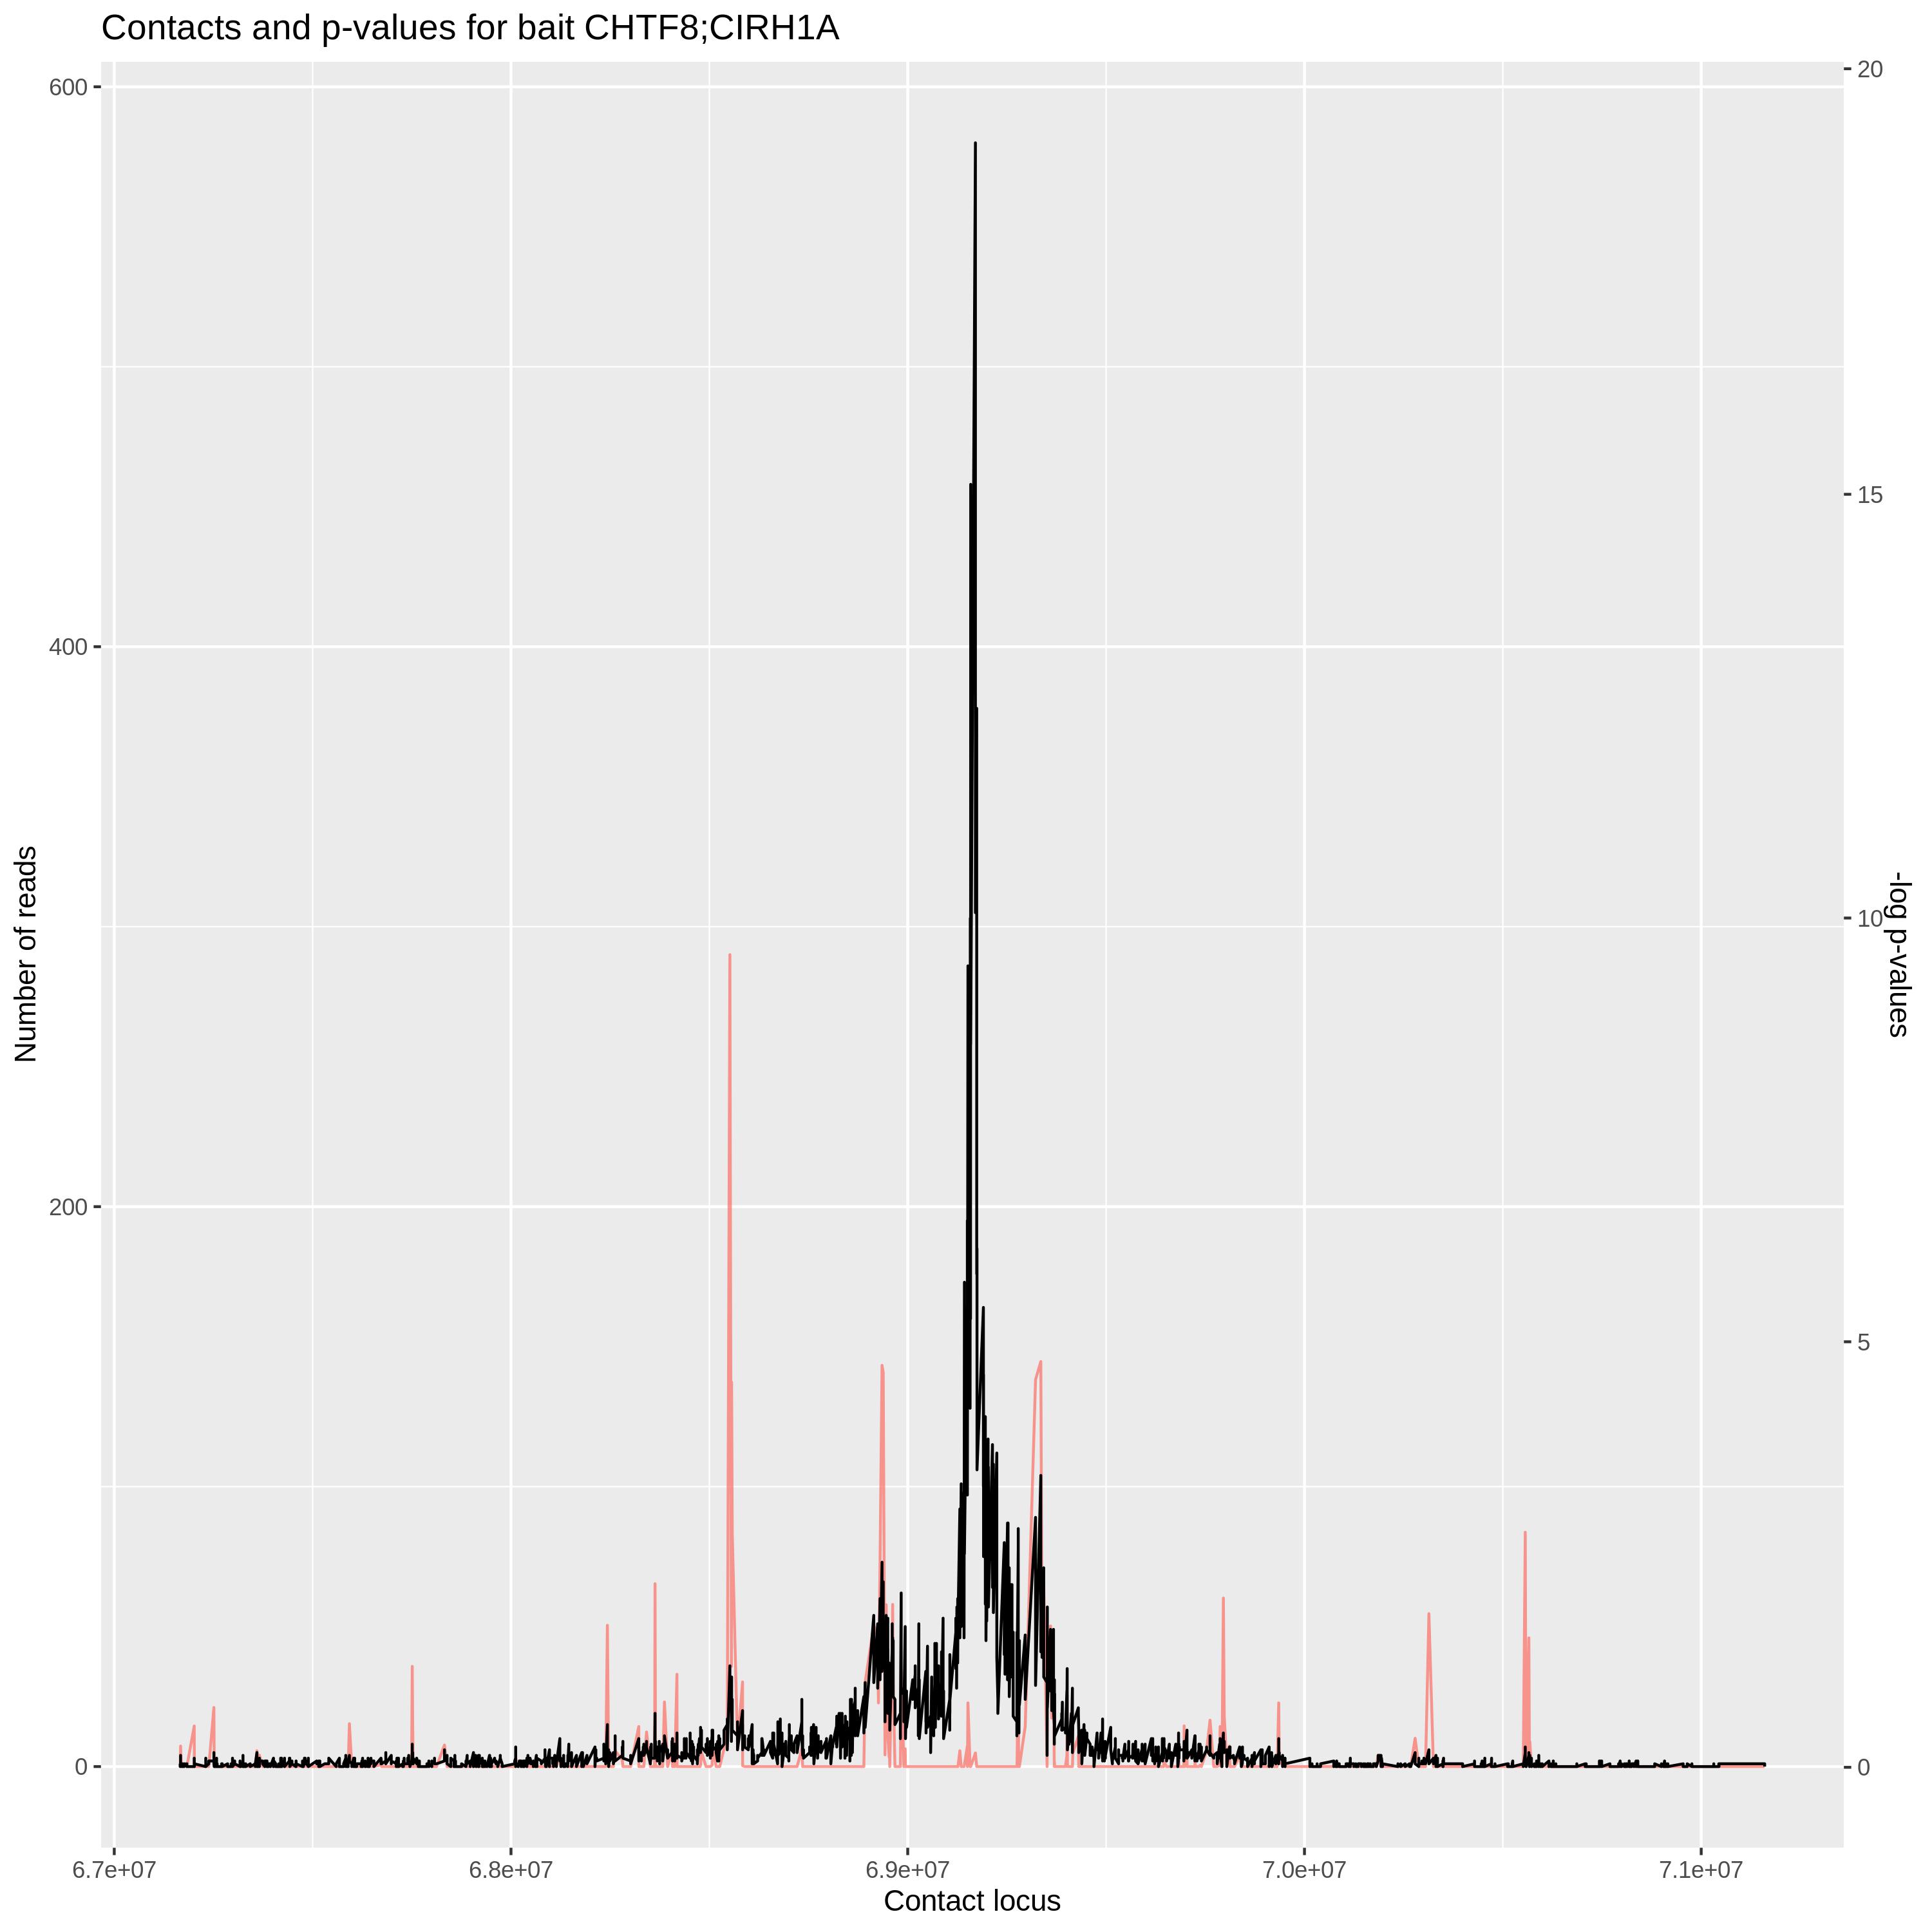 Contacts and p-values for bait CHTF8;CIRH1A
600
400
200
0
Number of reads
20
15
10
5
0
-log p-values
6.7e+07
6.8e+07
6.9e+07
7.0e+07
7.1e+07
Contact locus